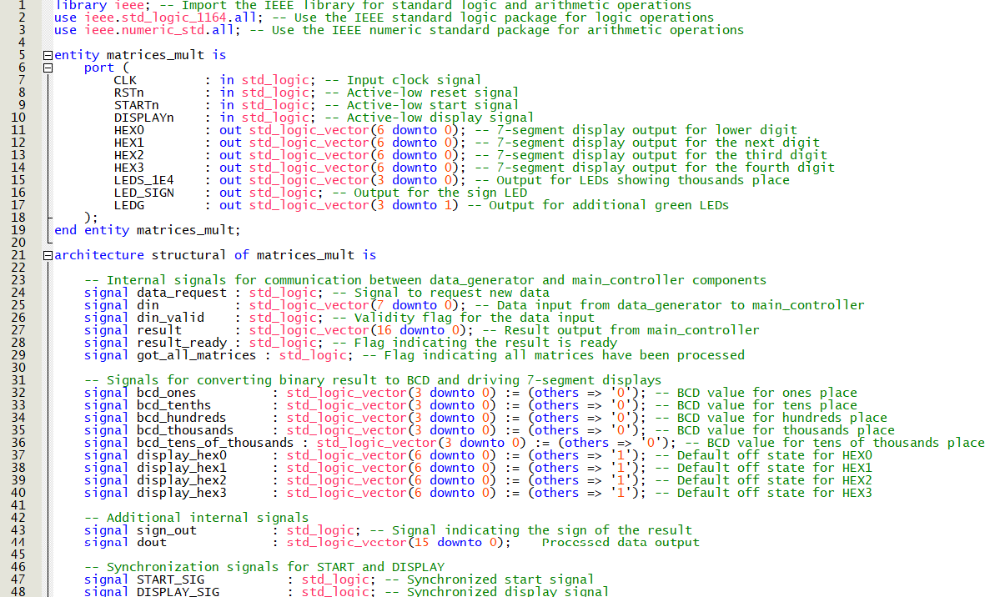 1 library ieee; -- Import the IEEE library for standard logic and arithmetic operations
2 use ieee.std_logic_1164.all; -- Use the IEEE standard logic package for logic operations
3 use ieee.numeric_std.all; -- Use the IEEE numeric standard package for arithmetic operations
4
5 entity matrices_mult is
6 port (
7 CLK : in std_logic; -- Input clock signal
8 RSTn : in std_logic; -- Active-low reset signal
9 STARTn : in std_logic; -- Active-low start signal
10 DISPLAYn : in std_logic; -- Active-low display signal
11 HEX0 : out std_logic_vector(6 downto 0); -- 7-segment display output for lower digit
12 HEX1 : out std_logic_vector(6 downto 0); -- 7-segment display output for the next digit
13 HEX2 : out std_logic_vector(6 downto 0); -- 7-segment display output for the third digit
14 HEX3 : out std_logic_vector(6 downto 0); -- 7-segment display output for the fourth digit
15 LEDS_1E4 : out std_logic_vector(3 downto 0); -- Output for LEDs showing thousands place
16 LED_SIGN : out std_logic; -- Output for the sign LED
17 LEDG : out std_logic_vector(3 downto 1) -- Output for additional green LEDs
18 );
19 end entity matrices_mult;
20
21 architecture structural of matrices_mult is
22
23 -- Internal signals for communication between data_generator and main_controller components
24 signal data_request : std_logic; -- Signal to request new data
25 signal din : std_logic_vector(7 downto 0); -- Data input from data_generator to main_controller
26 signal din_valid : std_logic; -- Validity flag for the data input
27 signal result : std_logic_vector(16 downto 0); -- Result output from main_controller
28 signal result_ready : std_logic; -- Flag indicating the result is ready
29 signal got_all_matrices : std_logic; -- Flag indicating all matrices have been processed
30
31 -- Signals for converting binary result to BCD and driving 7-segment displays
32 signal bcd_ones : std_logic_vector(3 downto 0) := (others => '0'); -- BCD value for ones place
33 signal bcd_tenths : std_logic_vector(3 downto 0) := (others => '0'); -- BCD value for tens place
34 signal bcd_hundreds : std_logic_vector(3 downto 0) := (others => '0'); -- BCD value for hundreds place
35 signal bcd_thousands : std_logic_vector(3 downto 0) := (others => '0'); -- BCD value for thousands place
36 signal bcd_tens_of_thousands : std_logic_vector(3 downto 0) := (others => '0'); -- BCD value for tens of thousands place
37 signal display_hex0 : std_logic_vector(6 downto 0) := (others => '1'); -- Default off state for HEX0
38 signal display_hex1 : std_logic_vector(6 downto 0) := (others => '1'); -- Default off state for HEX1
39 signal display_hex2 : std_logic_vector(6 downto 0) := (others => '1'); -- Default off state for HEX2
40 signal display_hex3 : std_logic_vector(6 downto 0) := (others => '1'); -- Default off state for HEX3
41
42 -- Additional internal signals
43 signal sign_out : std_logic; -- Signal indicating the sign of the result
44 signal dout : std_logic_vector(15 downto 0); Processed data output
45
46 -- Synchronization signals for START and DISPLAY
47 signal START_SIG : std_logic; -- Synchronized start signal
48 signal DISPLAY_SIG : std_logic; -- Synchronized display signal